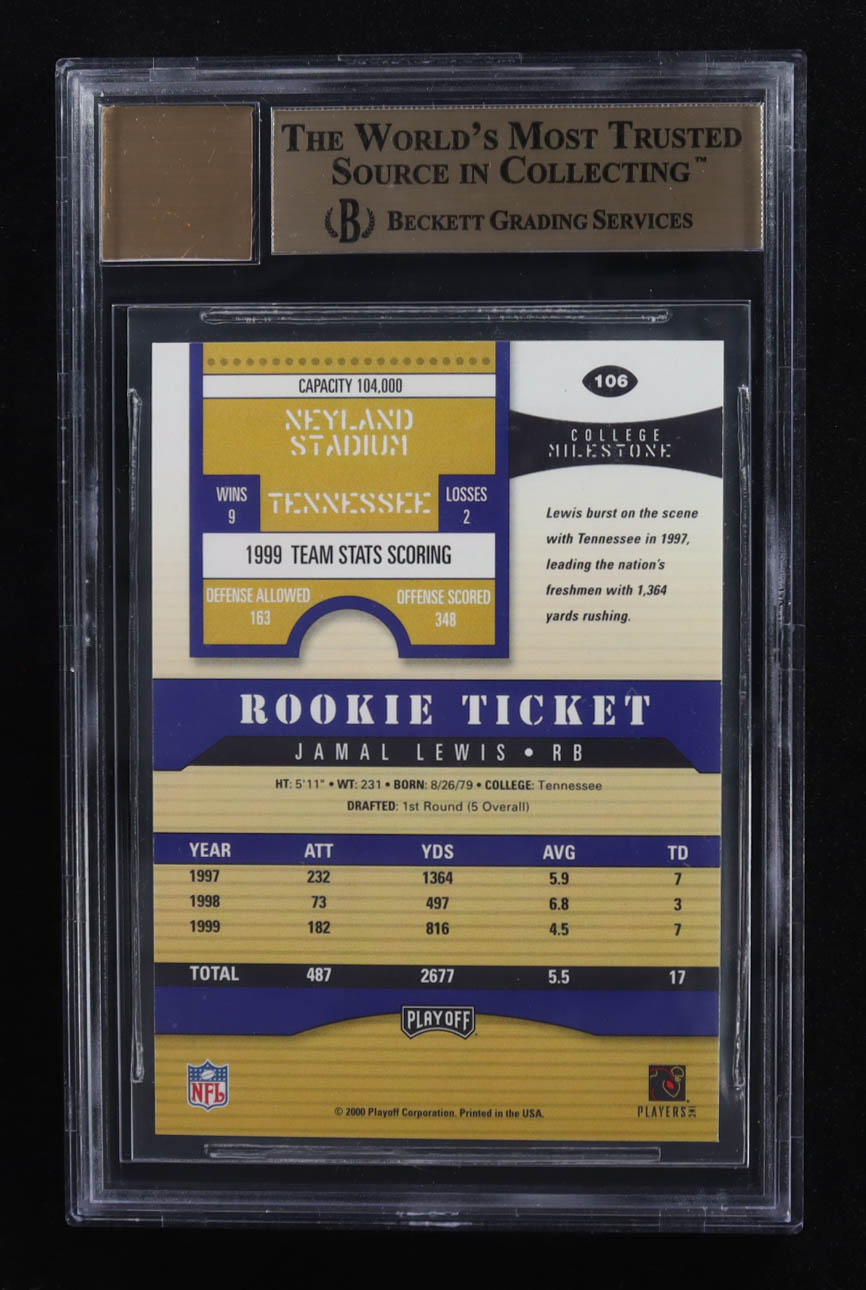 THE WORLD'S MOST TRUSTED
SOURCE IN COLLECTING™
B BECKETT GRADING SERVICES
CAPACITY 104,000
NEYLAND
STADIUM
WINS
9
TENNESSEE
LOSSES
2
1999 TEAM STATS SCORING
DEFENSE ALLOWED
163
OFFENSE SCORED
348
106
COLLEGE
MILESTONE
Lewis burst on the scene
with Tennessee in 1997,
leading the nation's
freshmen with 1,364
yards rushing.
ROOKIE TICKET
JAMAL LEWIS • RB
HT: 5'11" • WT: 231 • BORN: 8/26/79 • COLLEGE: Tennessee
DRAFTED: 1st Round (5 Overall)
YEAR ATT YDS AVG TD
1997 232 1364 5.9 7
1998 73 497 6.8 3
1999 182 816 4.5 7
TOTAL 487 2677 5.5 17
PLAYOFF
NFL
© 2000 Playoff Corporation. Printed in the USA.
PLAYERS INC